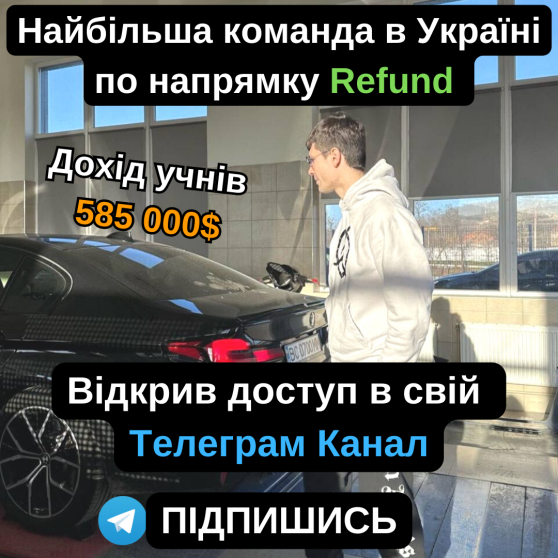 Найбільша команда в Україні
по напрямку Refund
Дохід учнів
585 000$
Відкрив доступ в свій
Телеграм Канал
ПІДПИШИСЬ